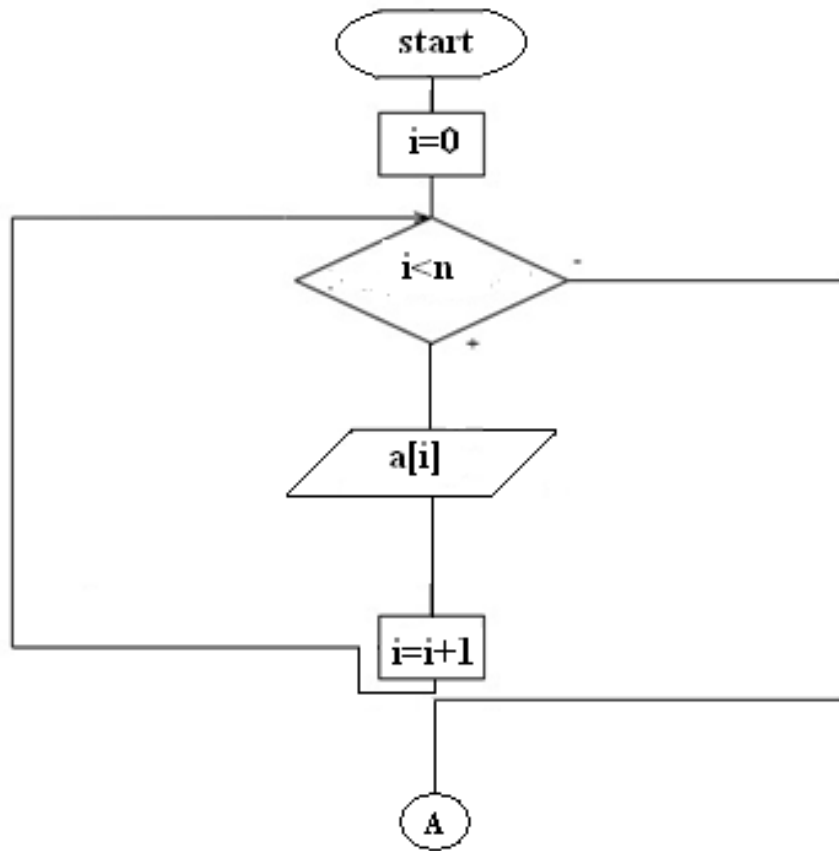 start
i=0
i<n
-
+
a[i]
i=i+1
A